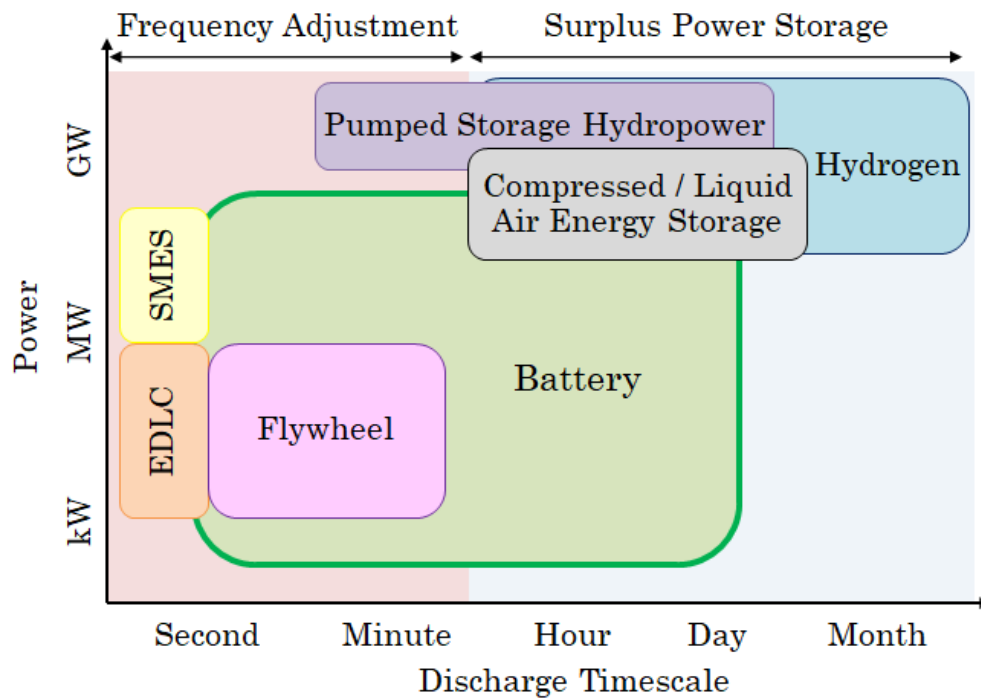 Frequency Adjustment
Surplus Power Storage
Power
GW
MW
kW
Pumped Storage Hydropower
Hydrogen
Compressed / Liquid
Air Energy Storage
SMES
EDLC
Flywheel
Battery
Second
Minute
Hour
Day
Month
Discharge Timescale